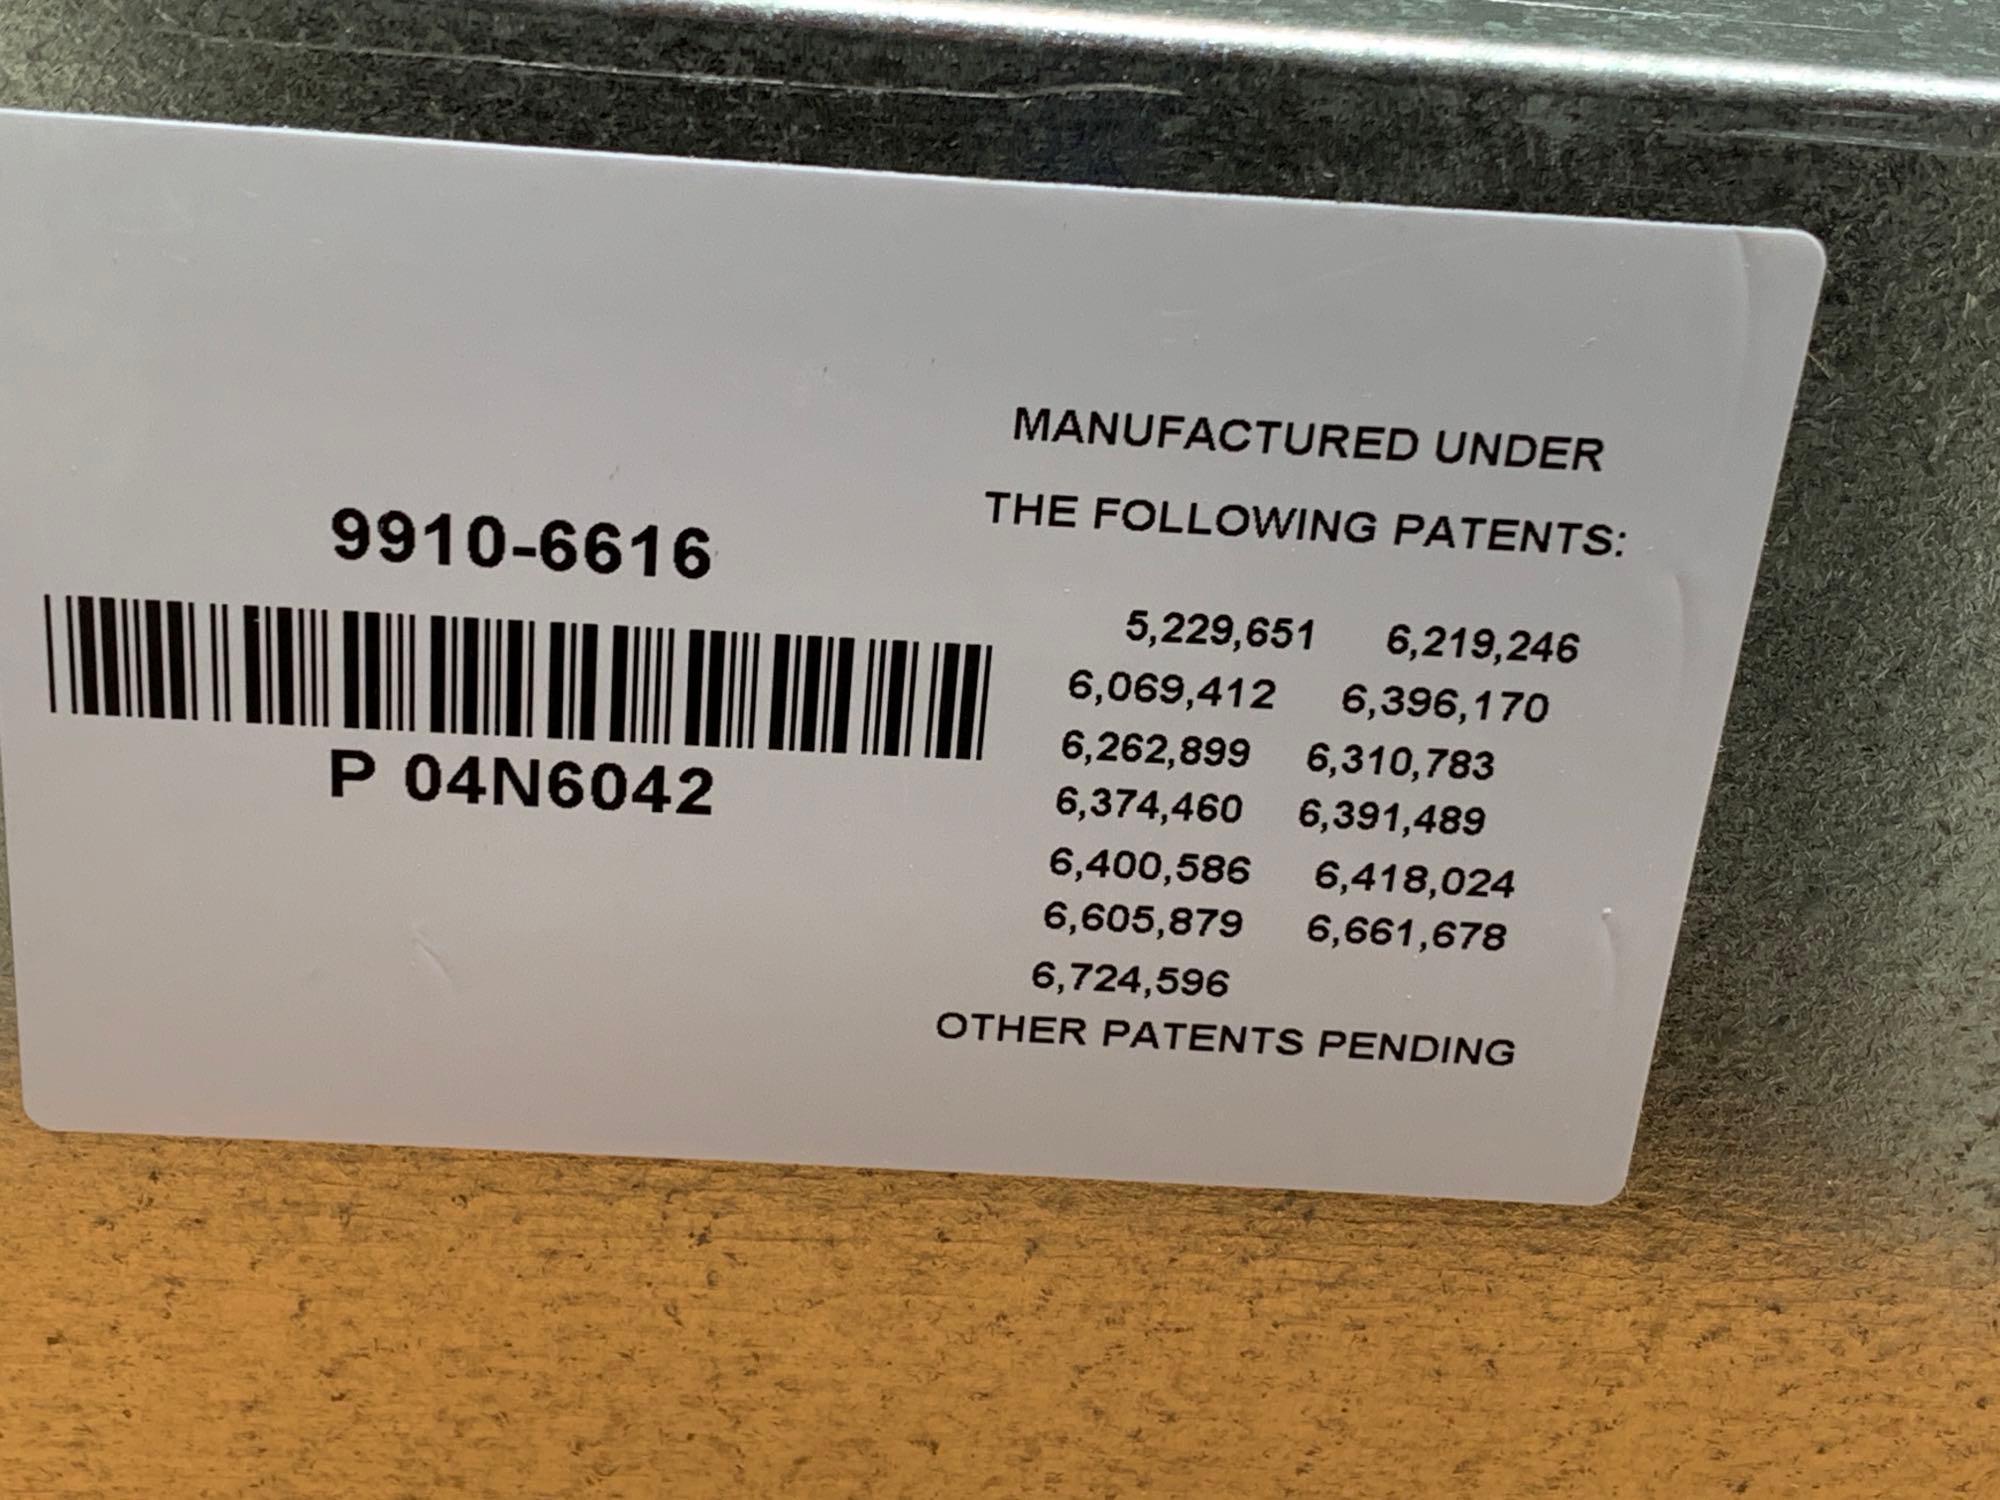 9910-6616
P 04N6042
MANUFACTURED UNDER
THE FOLLOWING PATENTS:
5,229,651 6,219,246
6,069,412 6,396,170
6,262,899 6,310,783
6,374,460 6,391,489
6,400,586 6,418,024
6,605,879 6,661,678
6,724,596
OTHER PATENTS PENDING